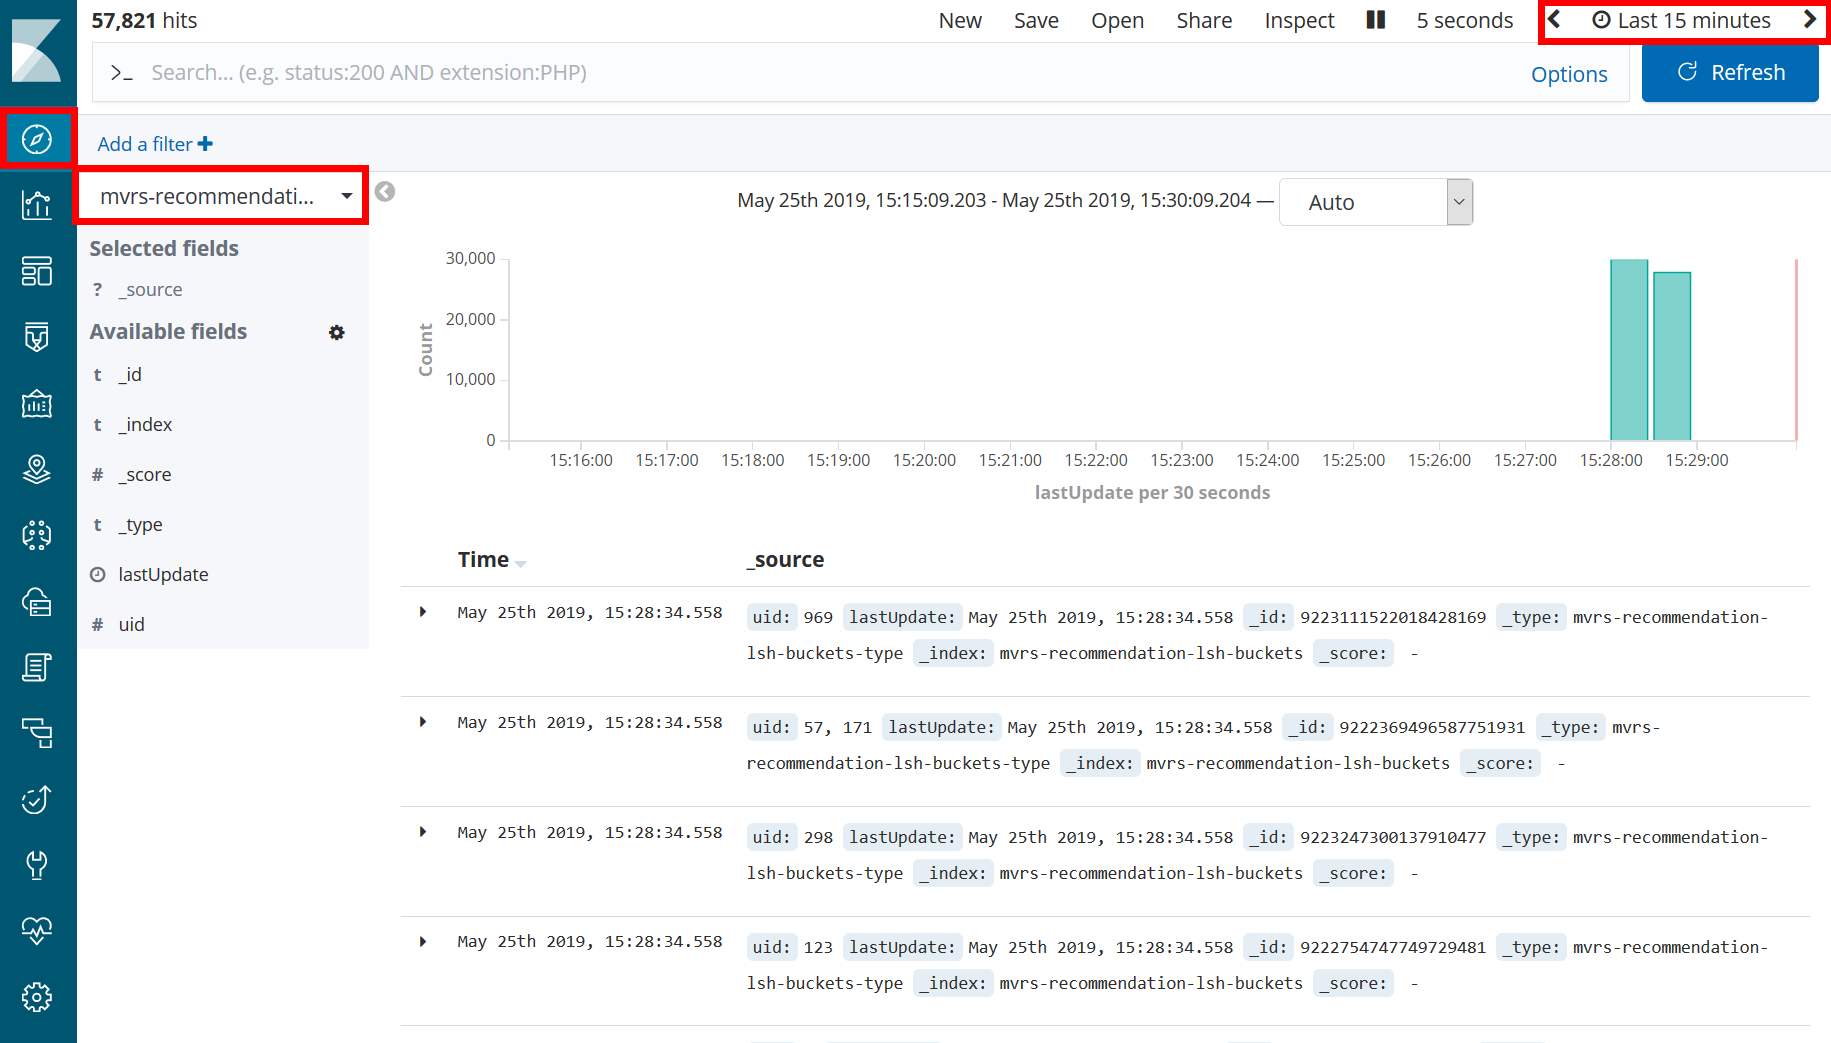 57,821 hits New Save Open Share Inspect 5 seconds Last 15 minutes
>_ Search... (e.g. status:200 AND extension:PHP) Options Refresh
Add a filter +
mvrs-recommendati...
May 25th 2019, 15:15:09.203 - May 25th 2019, 15:30:09.204 — Auto
Selected fields
? _source
Available fields
t _id
t _index
# _score
t _type
lastUpdate
# uid
30,000
20,000
10,000
0
Count
15:16:00 15:17:00 15:18:00 15:19:00 15:20:00 15:21:00 15:22:00 15:23:00 15:24:00 15:25:00 15:26:00 15:27:00 15:28:00 15:29:00
lastUpdate per 30 seconds
Time _source
May 25th 2019, 15:28:34.558 uid: 969 lastUpdate: May 25th 2019, 15:28:34.558 _id: 9223111522018428169 _type: mvrs-recommendation-
lsh-buckets-type _index: mvrs-recommendation-lsh-buckets _score: -
May 25th 2019, 15:28:34.558 uid: 57, 171 lastUpdate: May 25th 2019, 15:28:34.558 _id: 9222369496587751931 _type: mvrs-
recommendation-lsh-buckets-type _index: mvrs-recommendation-lsh-buckets _score: -
May 25th 2019, 15:28:34.558 uid: 298 lastUpdate: May 25th 2019, 15:28:34.558 _id: 9223247300137910477 _type: mvrs-recommendation-
lsh-buckets-type _index: mvrs-recommendation-lsh-buckets _score: -
May 25th 2019, 15:28:34.558 uid: 123 lastUpdate: May 25th 2019, 15:28:34.558 _id: 9222754747749729481 _type: mvrs-recommendation-
lsh-buckets-type _index: mvrs-recommendation-lsh-buckets _score: -